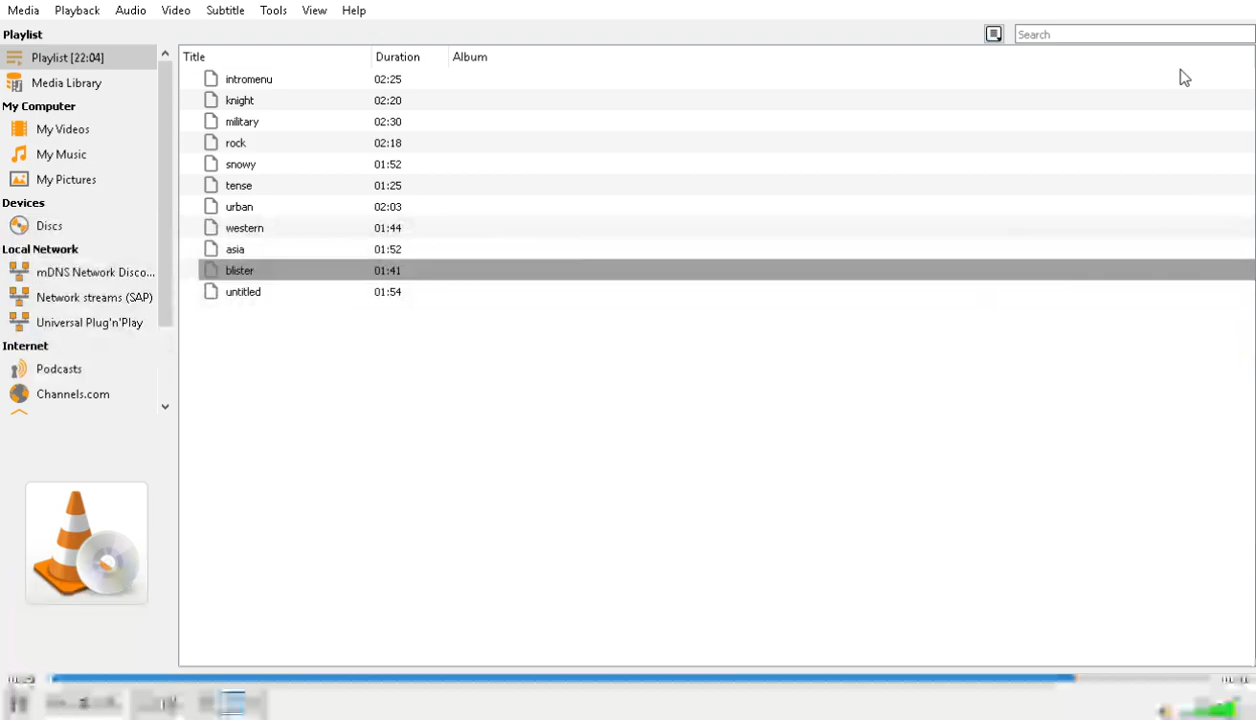 Media Playback Audio Video Subtitle Tools View Help
Playlist
Search
Playlist [22:04]
Media Library
My Computer
My Videos
My Music
My Pictures
Devices
Discs
Local Network
mDNS Network Disco...
Network streams (SAP)
Universal Plug'n'Play
Internet
Podcasts
Channels.com
Title Duration Album
intromenu 02:25
knight 02:20
military 02:30
rock 02:18
snowy 01:52
tense 01:25
urban 02:03
western 01:44
asia 01:52
blister 01:41
untitled 01:54